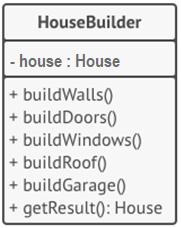 HouseBuilder
- house : House
+ buildWalls()
+ buildDoors()
+ buildWindows()
+ buildRoof()
+ buildGarage()
+ getResult(): House